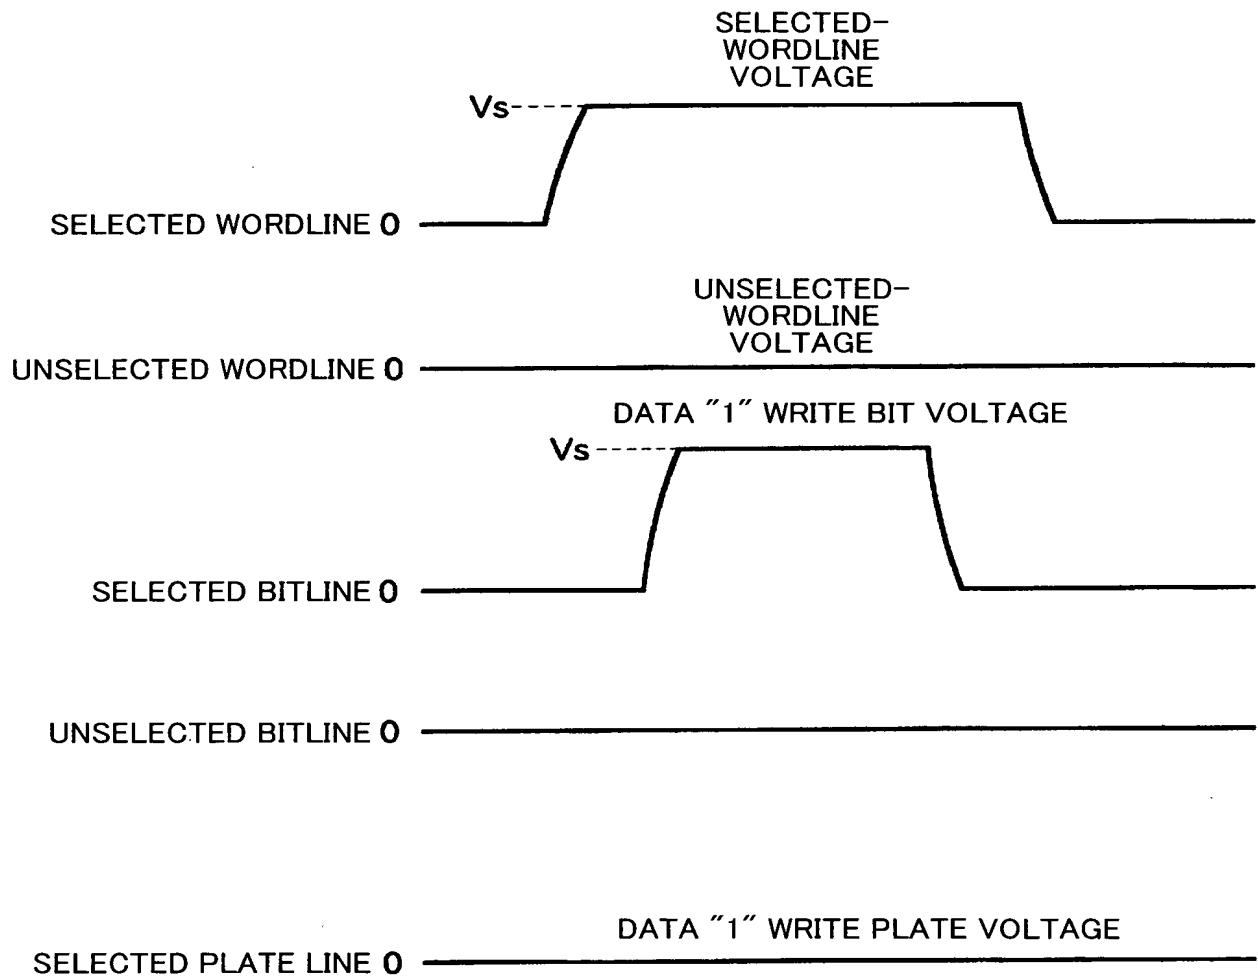 SELECTED-
WORDLINE
VOLTAGE
Vs
SELECTED WORDLINE 0
UNSELECTED-
WORDLINE
VOLTAGE
UNSELECTED WORDLINE 0
DATA ″1″ WRITE BIT VOLTAGE
Vs
SELECTED BITLINE 0
UNSELECTED BITLINE 0
DATA ″1″ WRITE PLATE VOLTAGE
SELECTED PLATE LINE 0